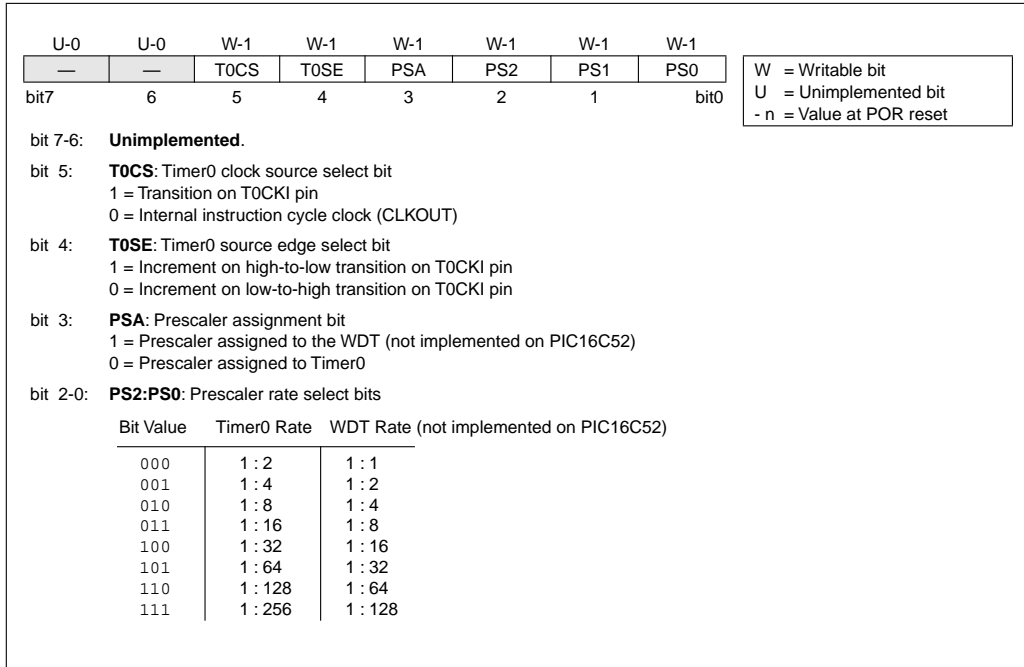 U-0 U-0 W-1 W-1 W-1 W-1 W-1 W-1
— — T0CS T0SE PSA PS2 PS1 PS0
bit7 6 5 4 3 2 1 bit0
W = Writable bit
U = Unimplemented bit
- n = Value at POR reset
bit 7-6: Unimplemented.
bit 5: T0CS: Timer0 clock source select bit
1 = Transition on T0CKI pin
0 = Internal instruction cycle clock (CLKOUT)
bit 4: T0SE: Timer0 source edge select bit
1 = Increment on high-to-low transition on T0CKI pin
0 = Increment on low-to-high transition on T0CKI pin
bit 3: PSA: Prescaler assignment bit
1 = Prescaler assigned to the WDT (not implemented on PIC16C52)
0 = Prescaler assigned to Timer0
bit 2-0: PS2:PS0: Prescaler rate select bits
Bit Value Timer0 Rate WDT Rate (not implemented on PIC16C52)
000 1 : 2 1 : 1
001 1 : 4 1 : 2
010 1 : 8 1 : 4
011 1 : 16 1 : 8
100 1 : 32 1 : 16
101 1 : 64 1 : 32
110 1 : 128 1 : 64
111 1 : 256 1 : 128